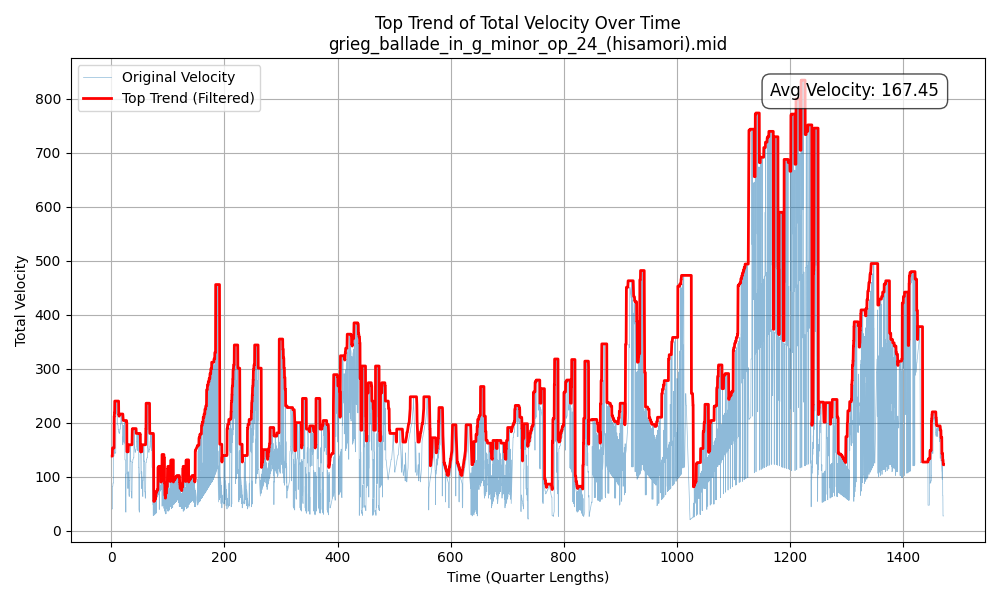 Top Trend of Total Velocity Over Time
grieg_ballade_in_g_minor_op_24_(hisamori).mid
Original Velocity
Top Trend (Filtered)
Avg Velocity: 167.45
Total Velocity
800
700
600
500
400
300
200
100
0
0 200 400 600 800 1000 1200 1400
Time (Quarter Lengths)